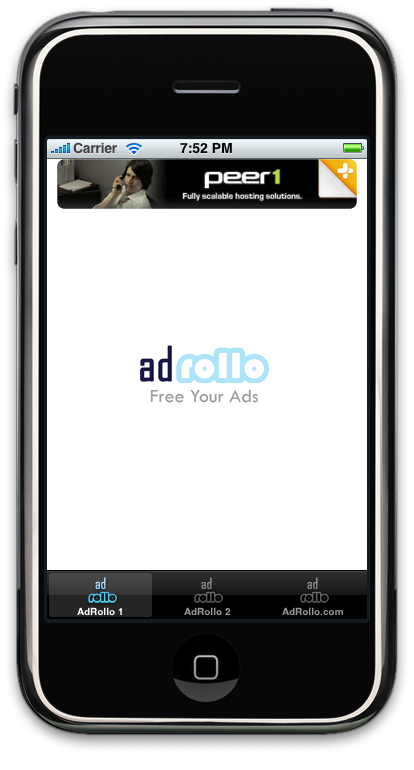 Carrier 7:52 PM
peer1
Fully scalable hosting solutions.
adrollo
Free Your Ads
ad ad ad
rollo rollo rollo
AdRollo 1 AdRollo 2 AdRollo.com